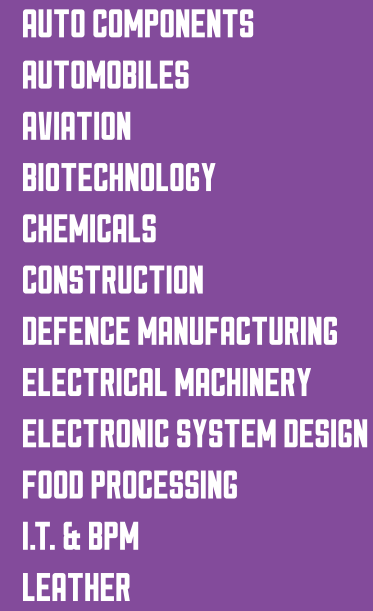 AUTO COMPONENTS
AUTOMOBILES
AVIATION
BIOTECHNOLOGY
CHEMICALS
CONSTRUCTION
DEFENCE MANUFACTURING
ELECTRICAL MACHINERY
ELECTRONIC SYSTEM DESIGN
FOOD PROCESSING
I.T. & BPM
LEATHER